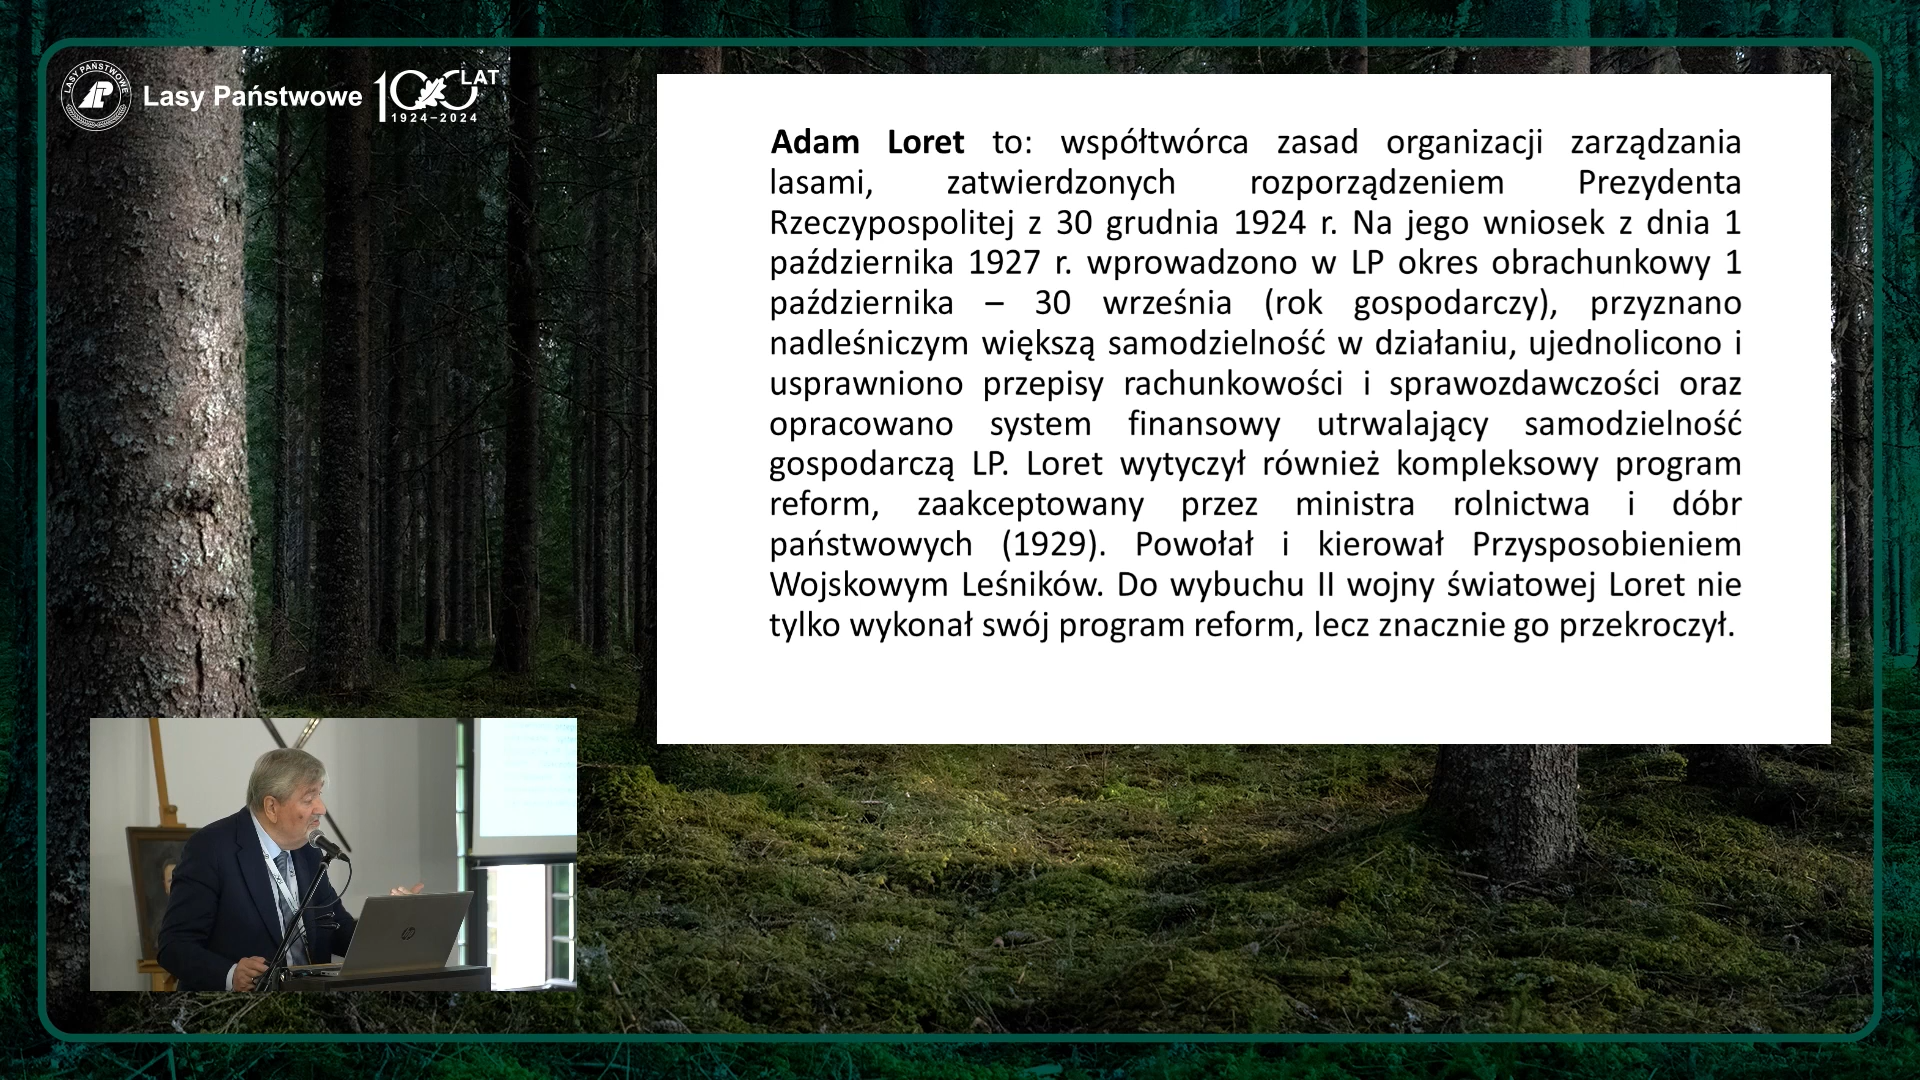 LASY PAŃSTWOWE
LP
Lasy Państwowe
100 LAT
1924–2024
Adam Loret to: współtwórca zasad organizacji zarządzania
lasami, zatwierdzonych rozporządzeniem Prezydenta
Rzeczypospolitej z 30 grudnia 1924 r. Na jego wniosek z dnia 1
października 1927 r. wprowadzono w LP okres obrachunkowy 1
października – 30 września (rok gospodarczy), przyznano
nadleśniczym większą samodzielność w działaniu, ujednolicono i
usprawniono przepisy rachunkowości i sprawozdawczości oraz
opracowano system finansowy utrwalający samodzielność
gospodarczą LP. Loret wytyczył również kompleksowy program
reform, zaakceptowany przez ministra rolnictwa i dóbr
państwowych (1929). Powołał i kierował Przysposobieniem
Wojskowym Leśników. Do wybuchu II wojny światowej Loret nie
tylko wykonał swój program reform, lecz znacznie go przekroczył.
hp